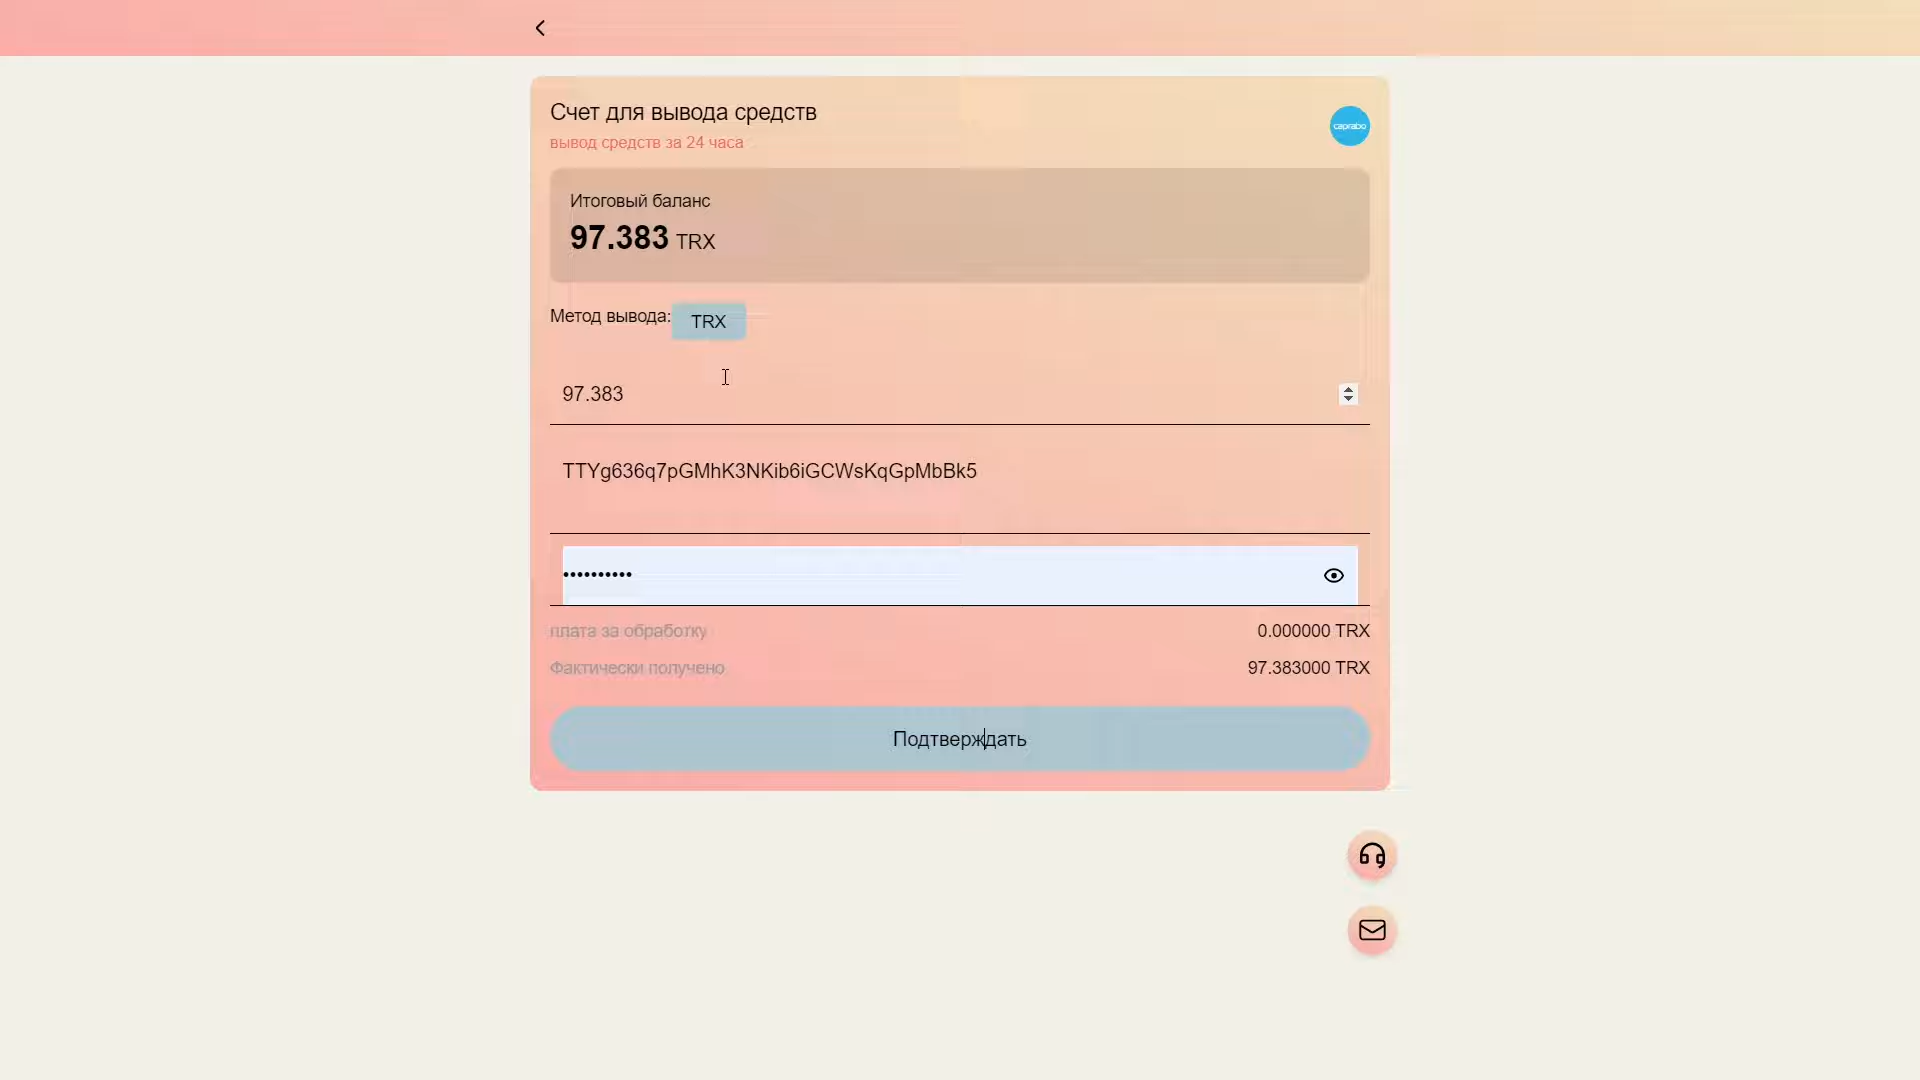 Счет для вывода средств
вывод средств за 24 часа
caprabo
Итоговый баланс
97.383 TRX
Метод вывода: TRX
97.383
TTYg636q7pGMhK3NKib6iGCWsKqGpMbBk5
••••••••••
плата за обработку 0.000000 TRX
Фактически получено 97.383000 TRX
Подтверждать